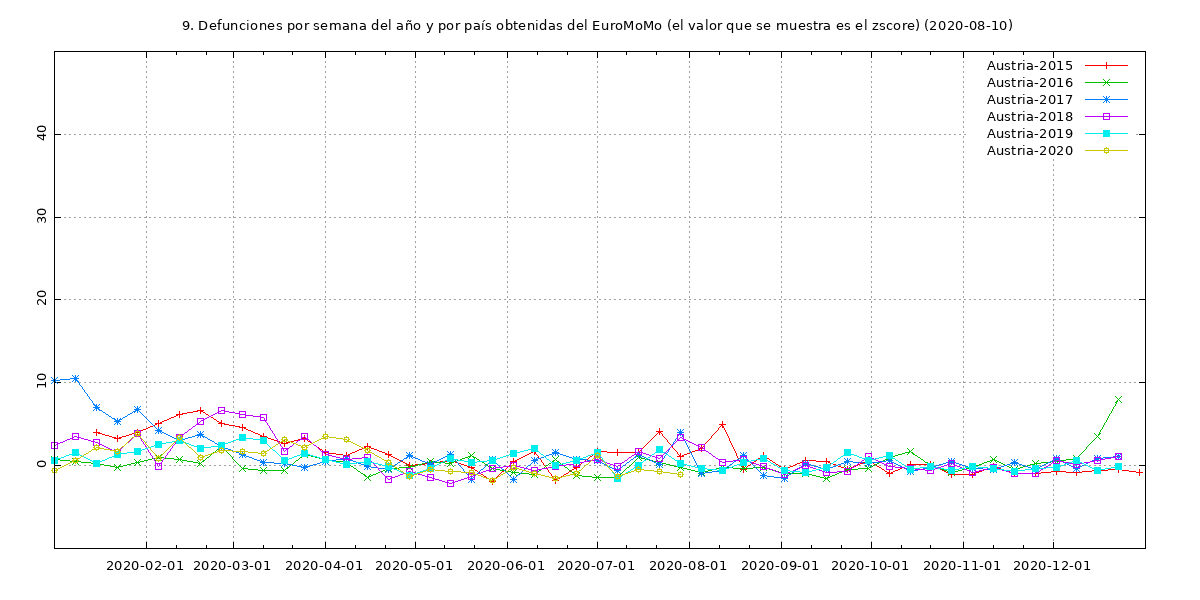 9. Defunciones por semana del año y por país obtenidas del EuroMoMo (el valor que se muestra es el zscore) (2020-08-10)
Austria-2015
Austria-2016
Austria-2017
Austria-2018
Austria-2019
Austria-2020
40
30
20
10
0
2020-02-01 2020-03-01 2020-04-01 2020-05-01 2020-06-01 2020-07-01 2020-08-01 2020-09-01 2020-10-01 2020-11-01 2020-12-01